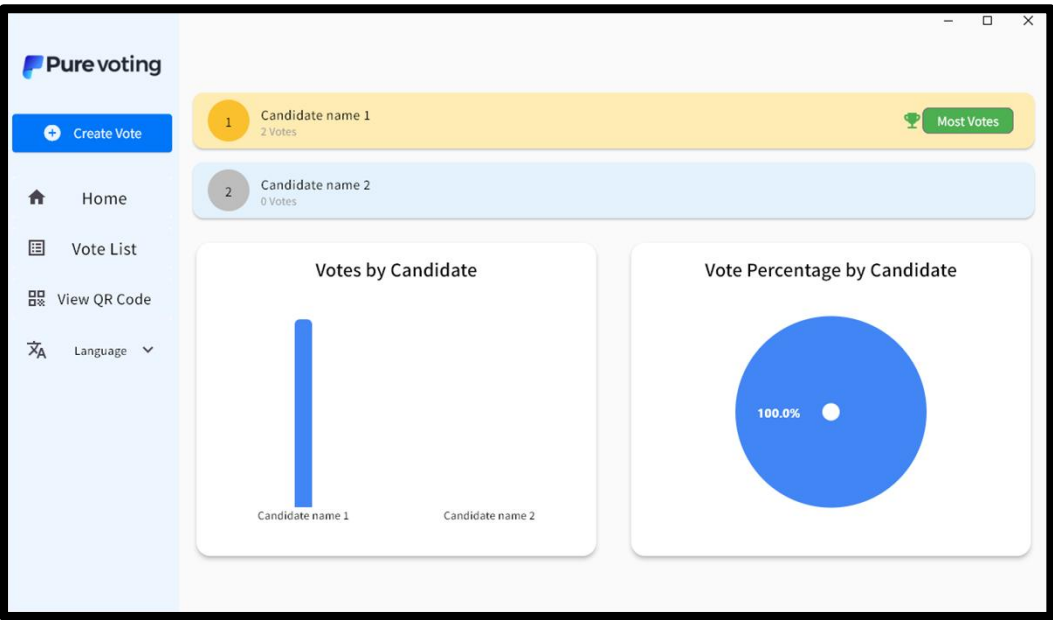 Pure voting
Create Vote
Home
Vote List
View QR Code
Language
1
Candidate name 1
2 Votes
Most Votes
2
Candidate name 2
0 Votes
Votes by Candidate
Candidate name 1
Candidate name 2
Vote Percentage by Candidate
100.0%